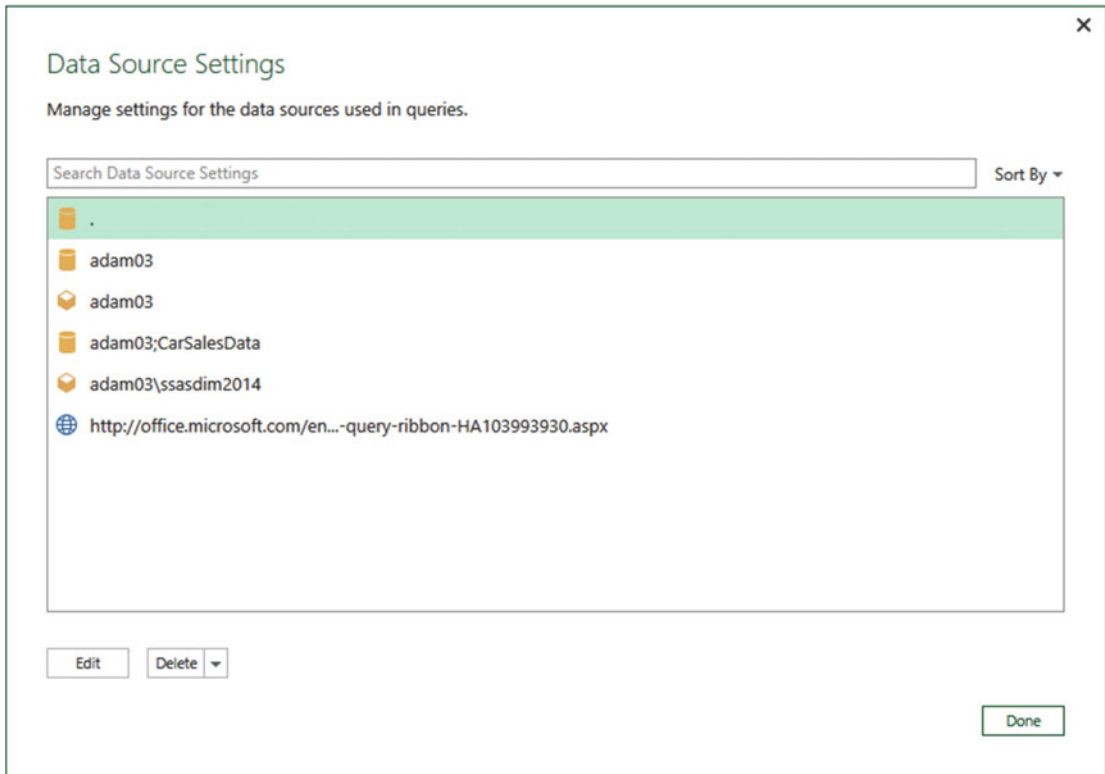 Data Source Settings
Manage settings for the data sources used in queries.
Search Data Source Settings
Sort By
.
adam03
adam03
adam03;CarSalesData
adam03\ssasdim2014
http://office.microsoft.com/en...-query-ribbon-HA103993930.aspx
Edit
Delete
Done